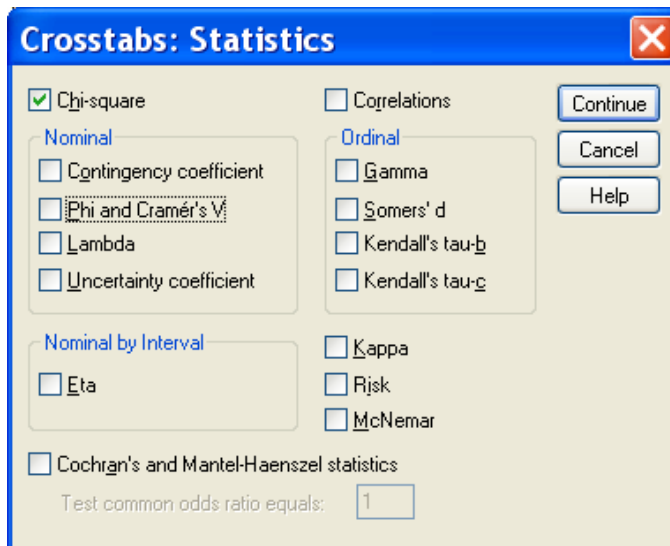 Crosstabs: Statistics
Chi-square
Correlations
Continue
Cancel
Help
Nominal
Contingency coefficient
Phi and Cramér's V
Lambda
Uncertainty coefficient
Ordinal
Gamma
Somers' d
Kendall's tau-b
Kendall's tau-c
Nominal by Interval
Eta
Kappa
Risk
McNemar
Cochran's and Mantel-Haenszel statistics
Test common odds ratio equals: 1